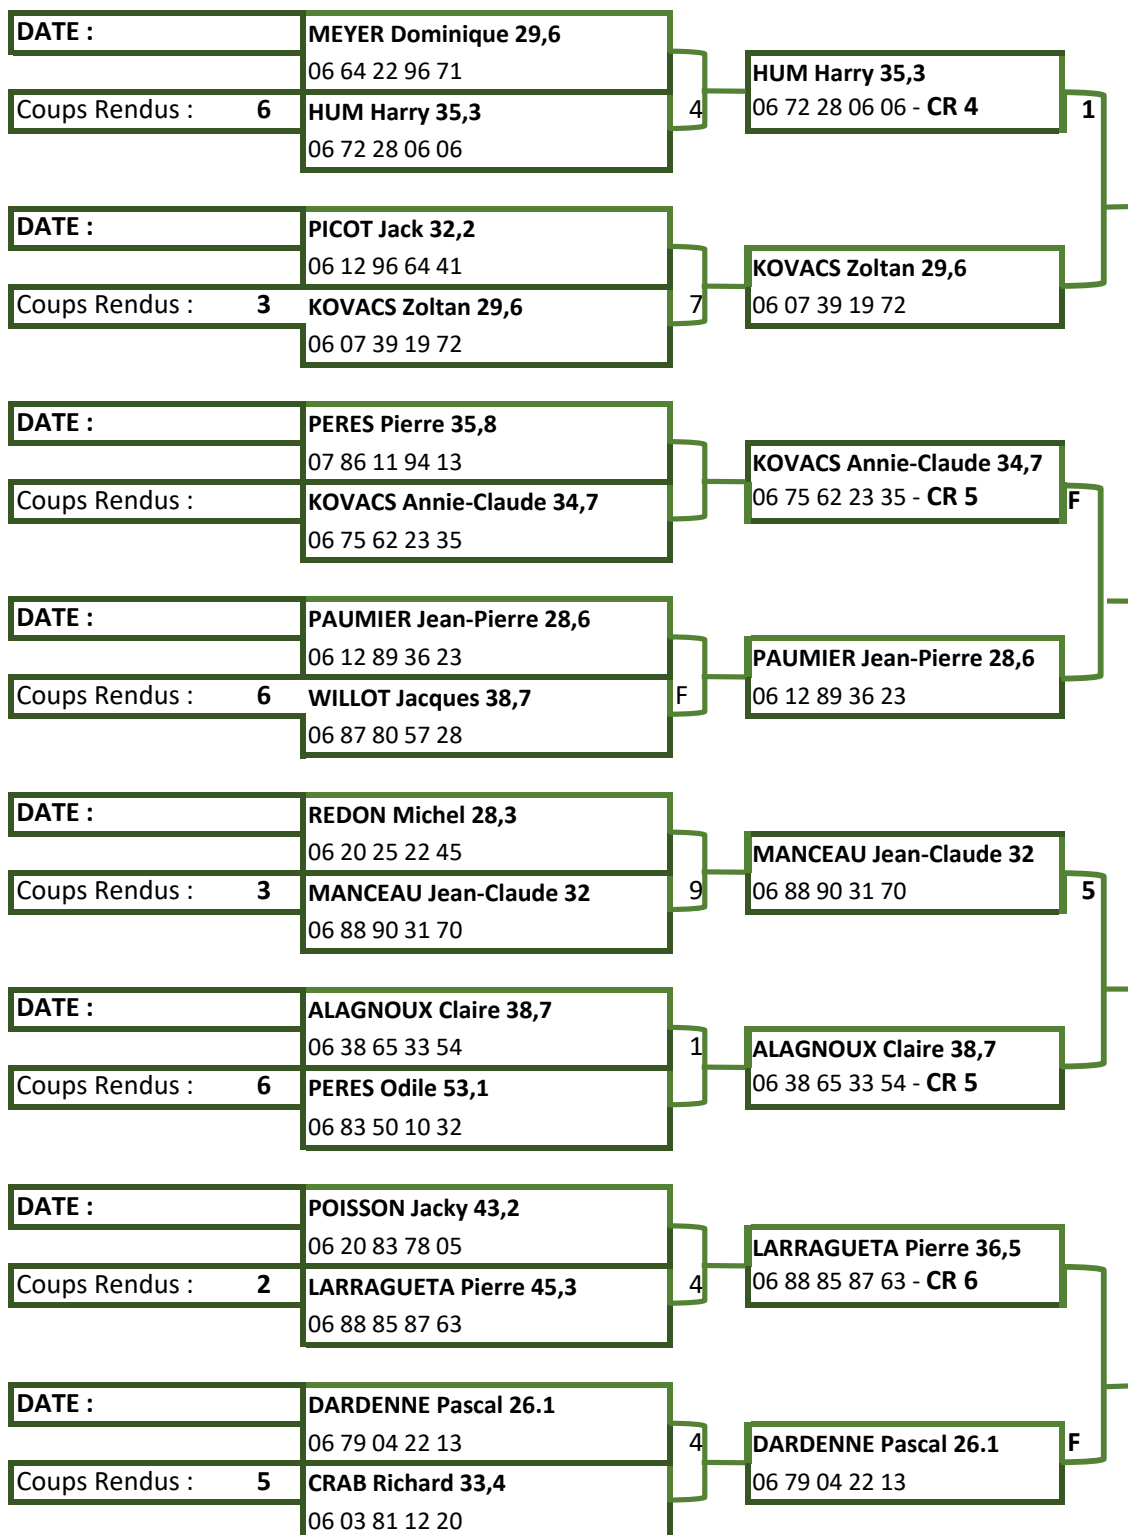 DATE :
MEYER Dominique 29,6
06 64 22 96 71
Coups Rendus : 6
HUM Harry 35,3
4
06 72 28 06 06
HUM Harry 35,3
06 72 28 06 06 - CR 4
1
DATE :
PICOT Jack 32,2
06 12 96 64 41
Coups Rendus : 3
KOVACS Zoltan 29,6
7
06 07 39 19 72
KOVACS Zoltan 29,6
06 07 39 19 72
DATE :
PERES Pierre 35,8
07 86 11 94 13
Coups Rendus :
KOVACS Annie-Claude 34,7
06 75 62 23 35
KOVACS Annie-Claude 34,7
06 75 62 23 35 - CR 5
F
DATE :
PAUMIER Jean-Pierre 28,6
06 12 89 36 23
Coups Rendus : 6
WILLOT Jacques 38,7
F
06 87 80 57 28
PAUMIER Jean-Pierre 28,6
06 12 89 36 23
DATE :
REDON Michel 28,3
06 20 25 22 45
Coups Rendus : 3
MANCEAU Jean-Claude 32
9
06 88 90 31 70
MANCEAU Jean-Claude 32
06 88 90 31 70
5
DATE :
ALAGNOUX Claire 38,7
06 38 65 33 54
1
Coups Rendus : 6
PERES Odile 53,1
06 83 50 10 32
ALAGNOUX Claire 38,7
06 38 65 33 54 - CR 5
DATE :
POISSON Jacky 43,2
06 20 83 78 05
Coups Rendus : 2
LARRAGUETA Pierre 45,3
4
06 88 85 87 63
LARRAGUETA Pierre 36,5
06 88 85 87 63 - CR 6
DATE :
DARDENNE Pascal 26.1
06 79 04 22 13
4
Coups Rendus : 5
CRAB Richard 33,4
06 03 81 12 20
DARDENNE Pascal 26.1
F
06 79 04 22 13